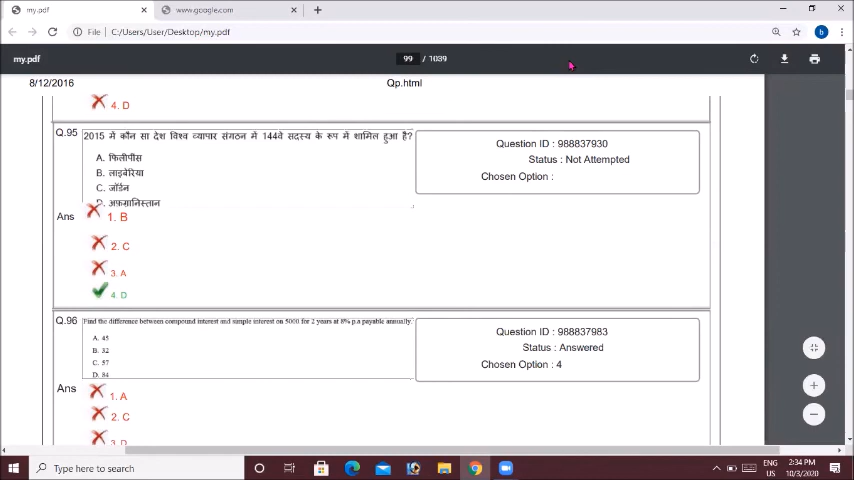 my.pdf
www.google.com
File | C:/Users/User/Desktop/my.pdf
b
my.pdf
99 / 1039
8/12/2016
Qp.html
4. D
Q.95
2015 में कौन सा देश विश्व व्यापार संगठन में 144वे सदस्य के रूप में शामिल हुआ है?
A. फिलीपींस
B. लाइबेरिया
C. जॉर्डन
D. अफ़ग़ानिस्तान
Question ID : 988837930
Status : Not Attempted
Chosen Option :
Ans
1. B
2. C
3. A
4. D
Q.96
Find the difference between compound interest and simple interest on 5000 for 2 years at 8% p.a payable annually.
A. 45
B. 32
C. 57
D. 84
Question ID : 988837983
Status : Answered
Chosen Option : 4
Ans
1. A
2. C
3. D
Type here to search
ENG
US
2:34 PM
10/3/2020